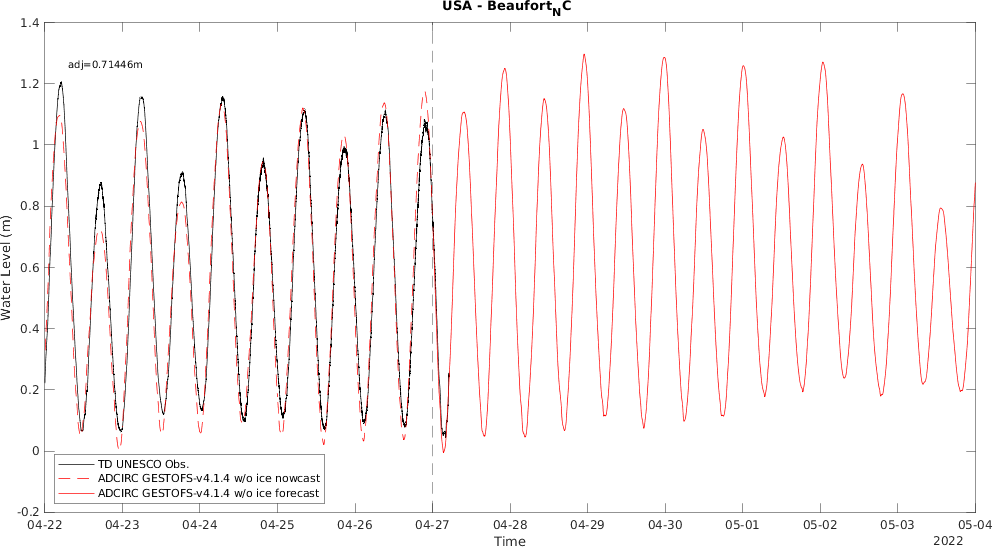 USA - Beaufort_NC
adj=0.71446m
1.4
1.2
1
0.8
0.6
0.4
0.2
0
-0.2
Water Level (m)
TD UNESCO Obs.
ADCIRC GESTOFS-v4.1.4 w/o ice nowcast
ADCIRC GESTOFS-v4.1.4 w/o ice forecast
04-22 04-23 04-24 04-25 04-26 04-27 04-28 04-29 04-30 05-01 05-02 05-03 05-04
Time
2022